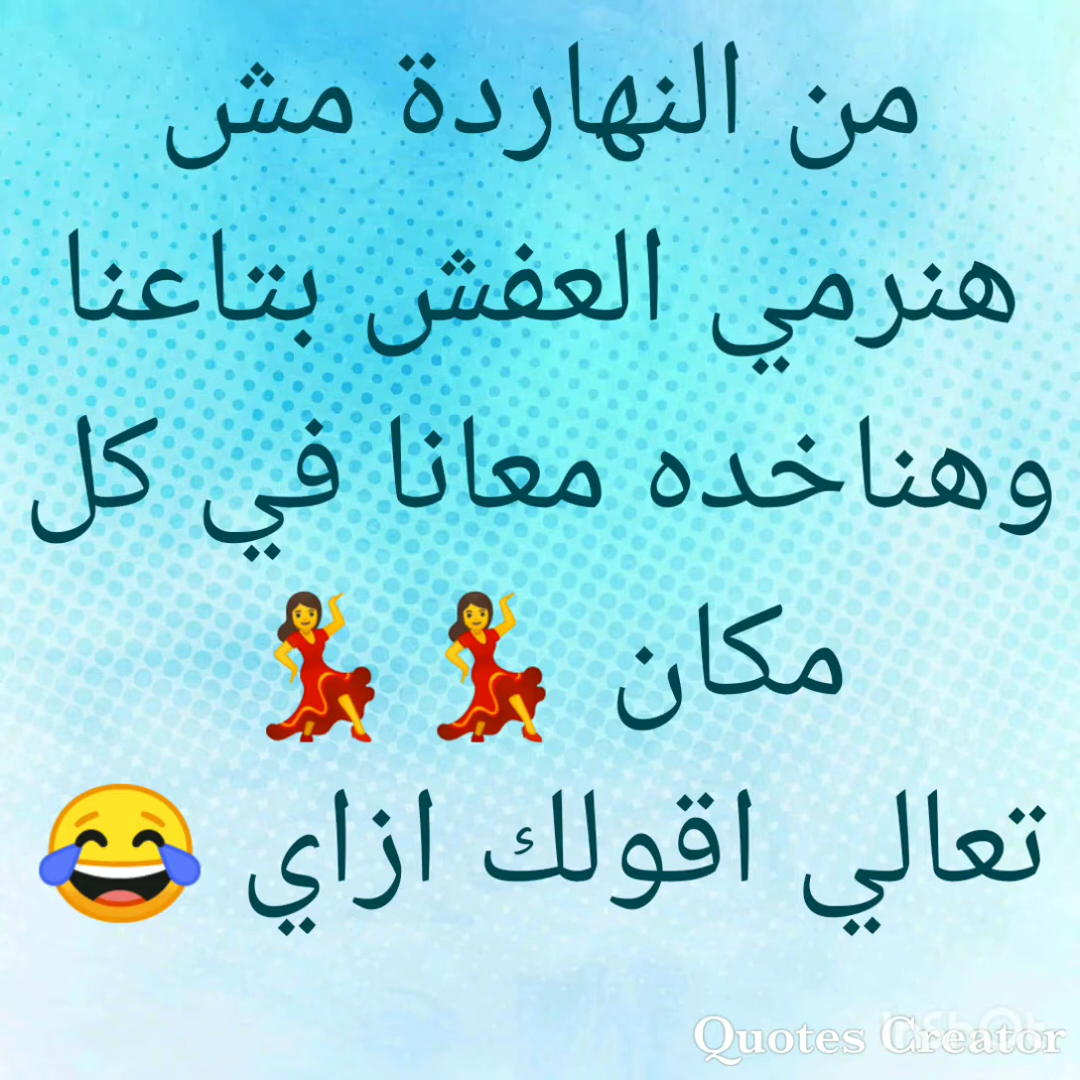 من النهاردة مش
هنرمي العفش بتاعنا
وهناخده معانا في كل
مكان 💃 💃
تعالي اقولك ازاي 😂
Quotes Creator